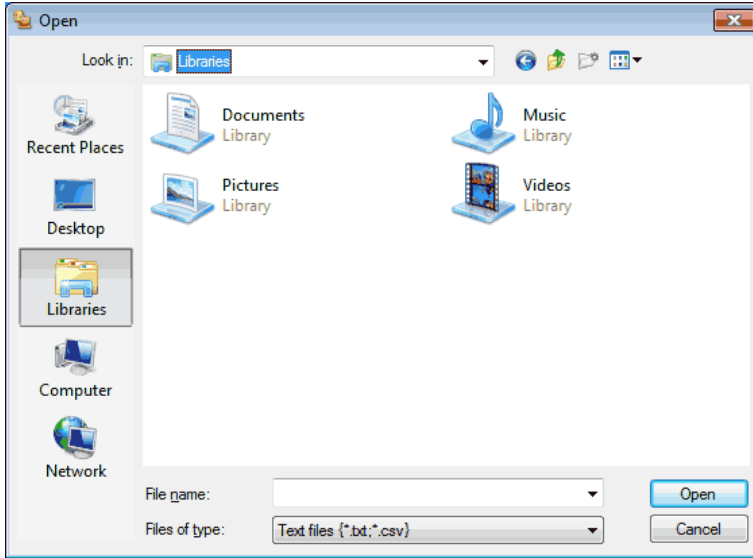 Open
Look in:
Libraries
Recent Places
Desktop
Libraries
Computer
Network
Documents
Library
Music
Library
Pictures
Library
Videos
Library
File name:
Open
Files of type:
Text files {*.txt;*.csv}
Cancel